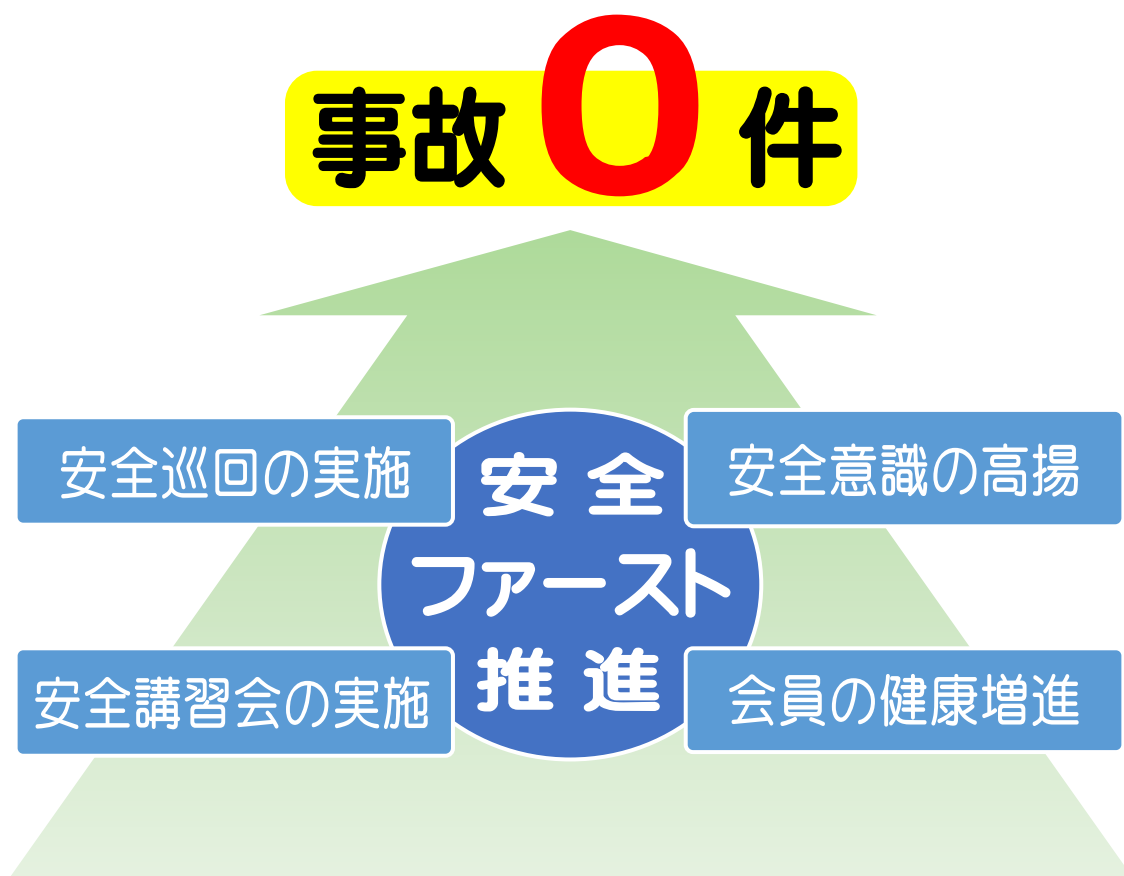 事故0件
安全巡回の実施
安全意識の高揚
安全
ファースト
推進
安全講習会の実施
会員の健康増進